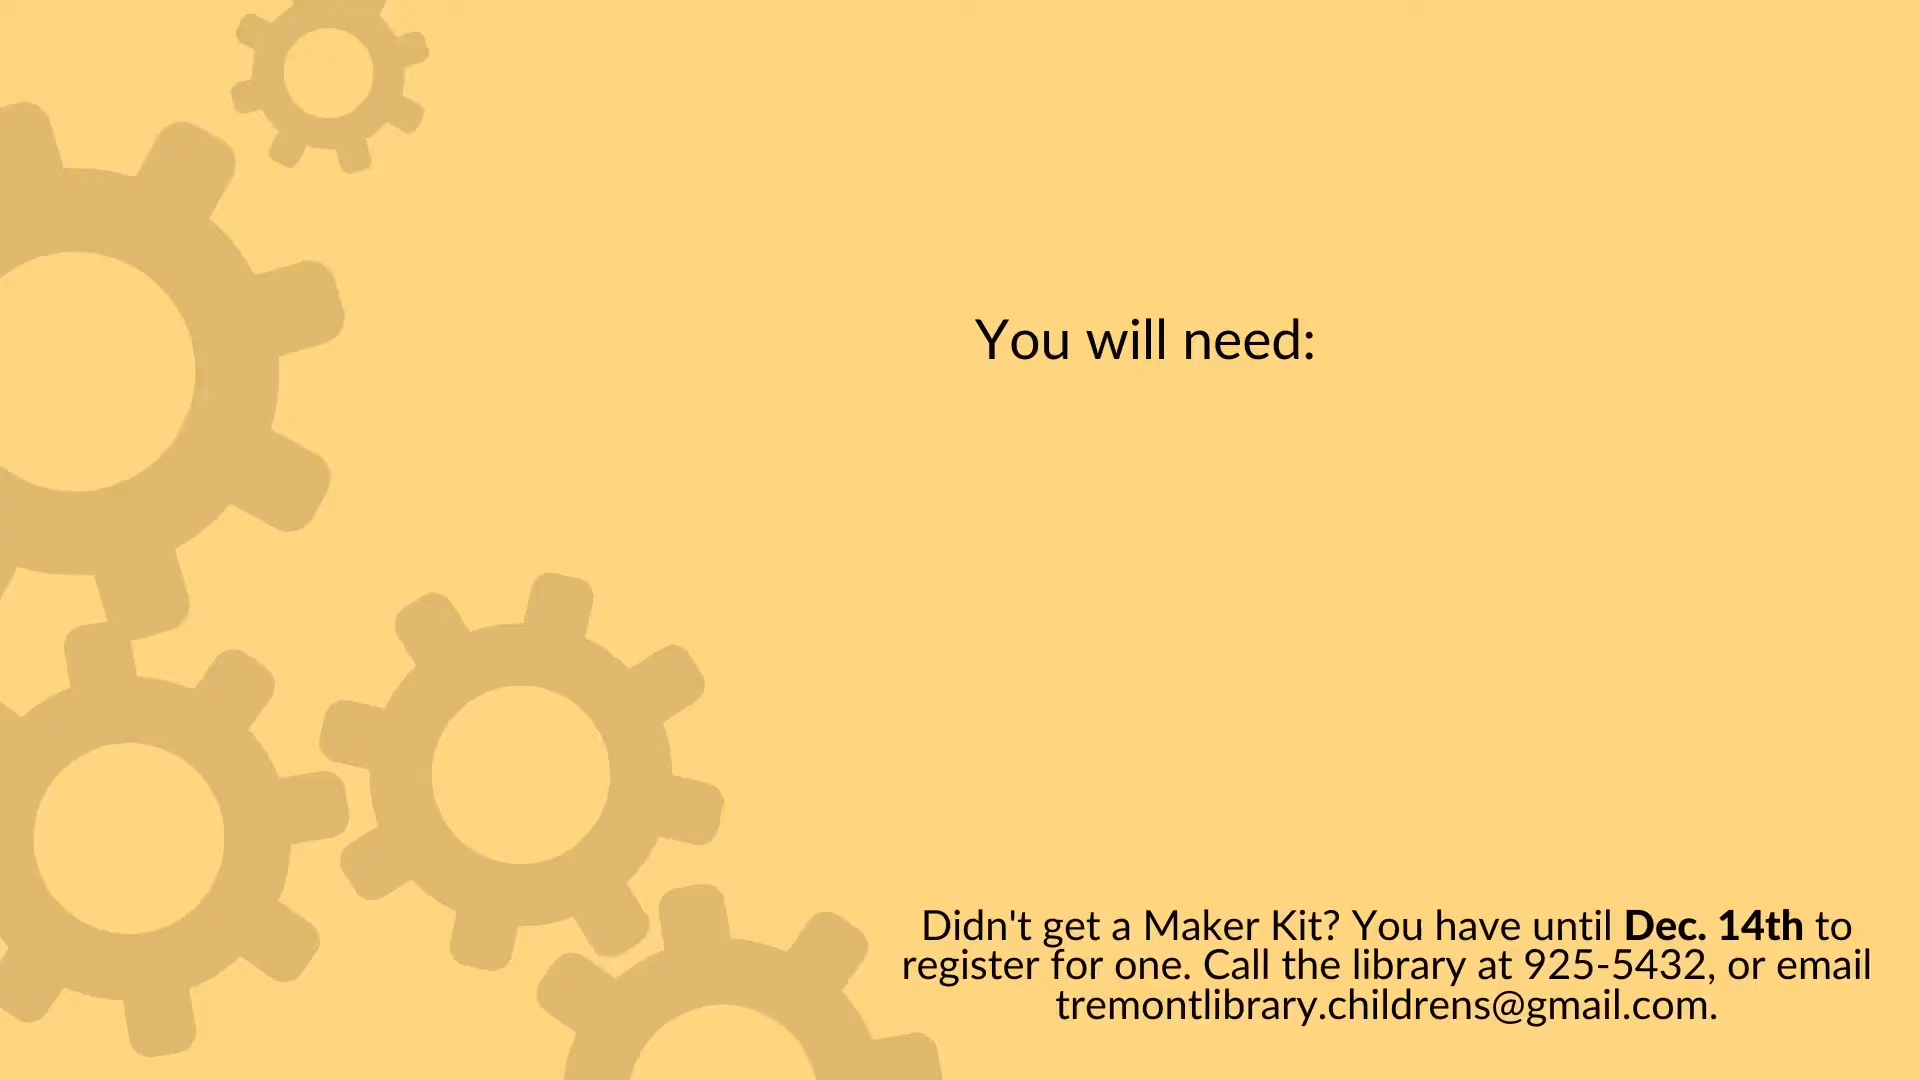 You will need:
Didn't get a Maker Kit? You have until Dec. 14th to
register for one. Call the library at 925-5432, or email
tremontlibrary.childrens@gmail.com.